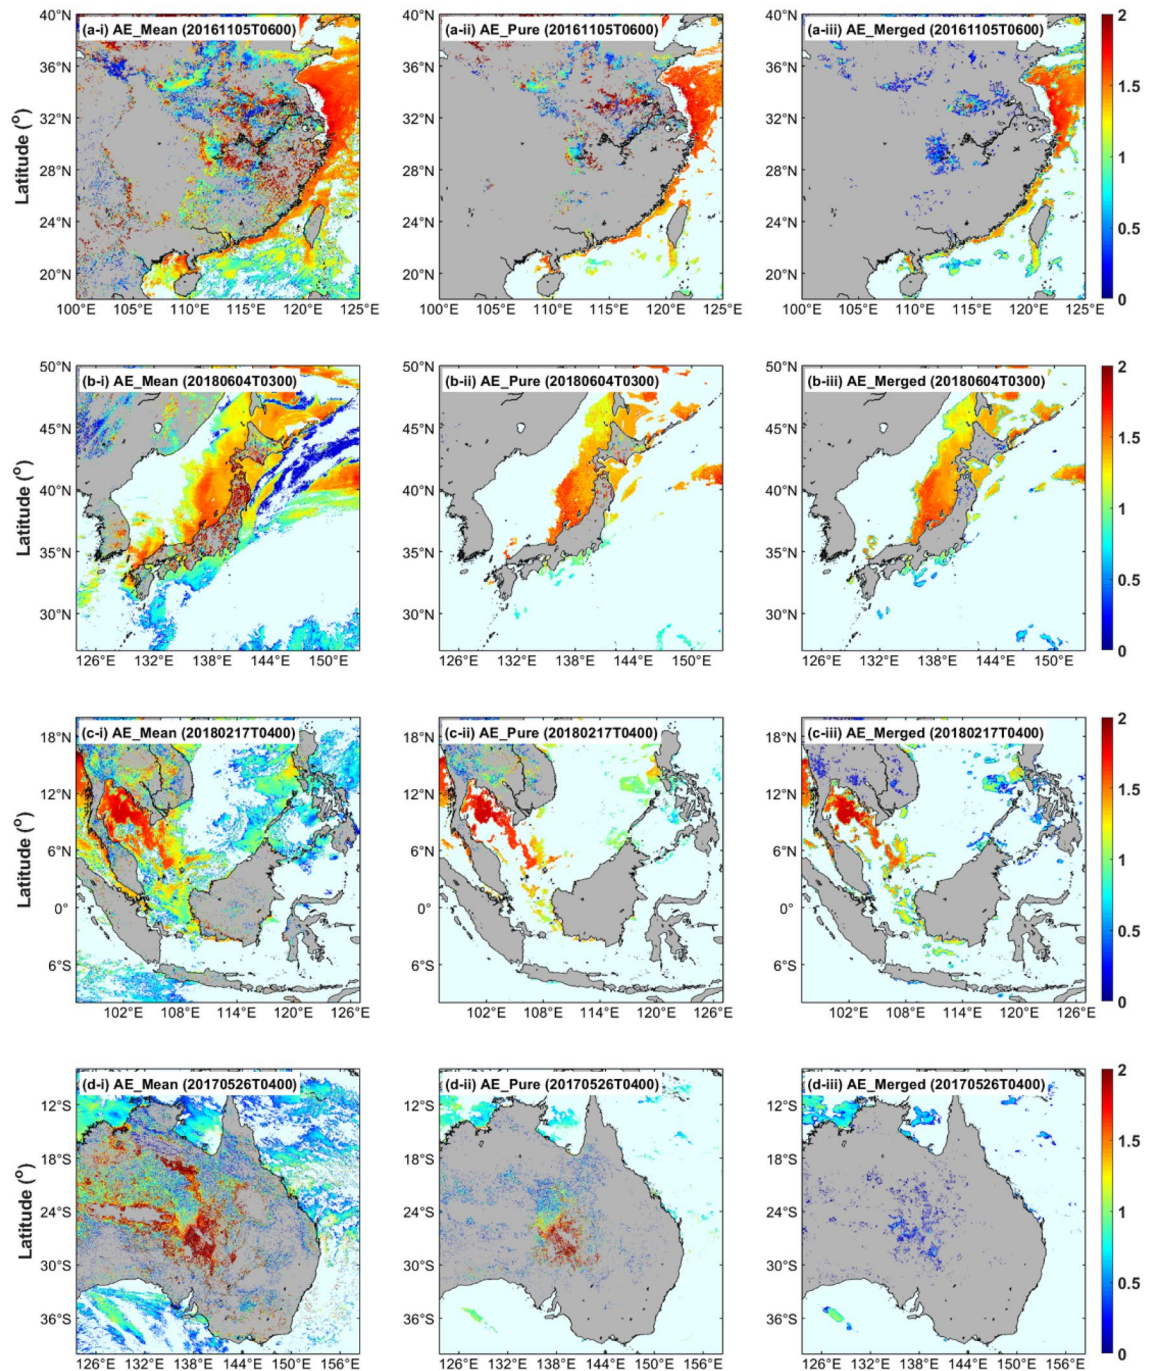 (a-i) AE_Mean (20161105T0600)
(a-ii) AE_Pure (20161105T0600)
(a-iii) AE_Merged (20161105T0600)
40°N
36°N
32°N
28°N
24°N
20°N
Latitude (°)
100°E 105°E 110°E 115°E 120°E 125°E
40°N
36°N
32°N
28°N
24°N
20°N
100°E 105°E 110°E 115°E 120°E 125°E
40°N
36°N
32°N
28°N
24°N
20°N
100°E 105°E 110°E 115°E 120°E 125°E
2
1.5
1
0.5
0
(b-i) AE_Mean (20180604T0300)
(b-ii) AE_Pure (20180604T0300)
(b-iii) AE_Merged (20180604T0300)
50°N
45°N
40°N
35°N
30°N
Latitude (°)
126°E 132°E 138°E 144°E 150°E
50°N
45°N
40°N
35°N
30°N
126°E 132°E 138°E 144°E 150°E
50°N
45°N
40°N
35°N
30°N
126°E 132°E 138°E 144°E 150°E
2
1.5
1
0.5
0
(c-i) AE_Mean (20180217T0400)
(c-ii) AE_Pure (20180217T0400)
(c-iii) AE_Merged (20180217T0400)
18°N
12°N
6°N
0°
6°S
Latitude (°)
102°E 108°E 114°E 120°E 126°E
18°N
12°N
6°N
0°
6°S
102°E 108°E 114°E 120°E 126°E
18°N
12°N
6°N
0°
6°S
102°E 108°E 114°E 120°E 126°E
2
1.5
1
0.5
0
(d-i) AE_Mean (20170526T0400)
(d-ii) AE_Pure (20170526T0400)
(d-iii) AE_Merged (20170526T0400)
12°S
18°S
24°S
30°S
36°S
Latitude (°)
126°E 132°E 138°E 144°E 150°E 156°E
12°S
18°S
24°S
30°S
36°S
126°E 132°E 138°E 144°E 150°E 156°E
12°S
18°S
24°S
30°S
36°S
126°E 132°E 138°E 144°E 150°E 156°E
2
1.5
1
0.5
0